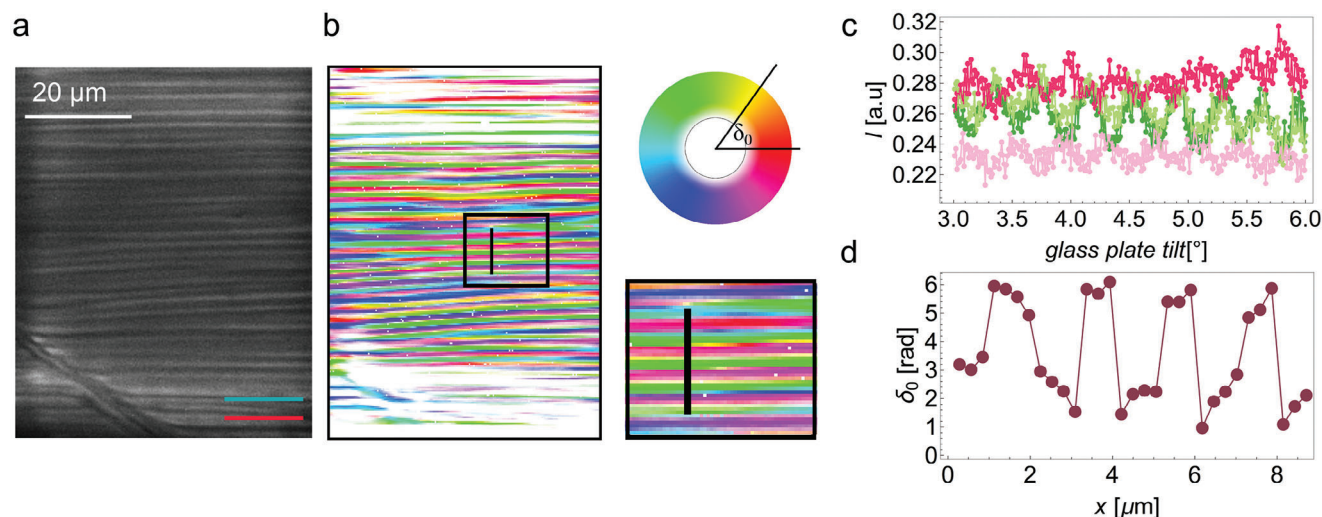 a
20 μm
b
δ₀
c
I [a.u]
0.32
0.30
0.28
0.26
0.24
0.22
3.0 3.5 4.0 4.5 5.0 5.5 6.0
glass plate tilt[°]
d
δ₀ [rad]
6
5
4
3
2
1
0
0 2 4 6 8
x [μm]